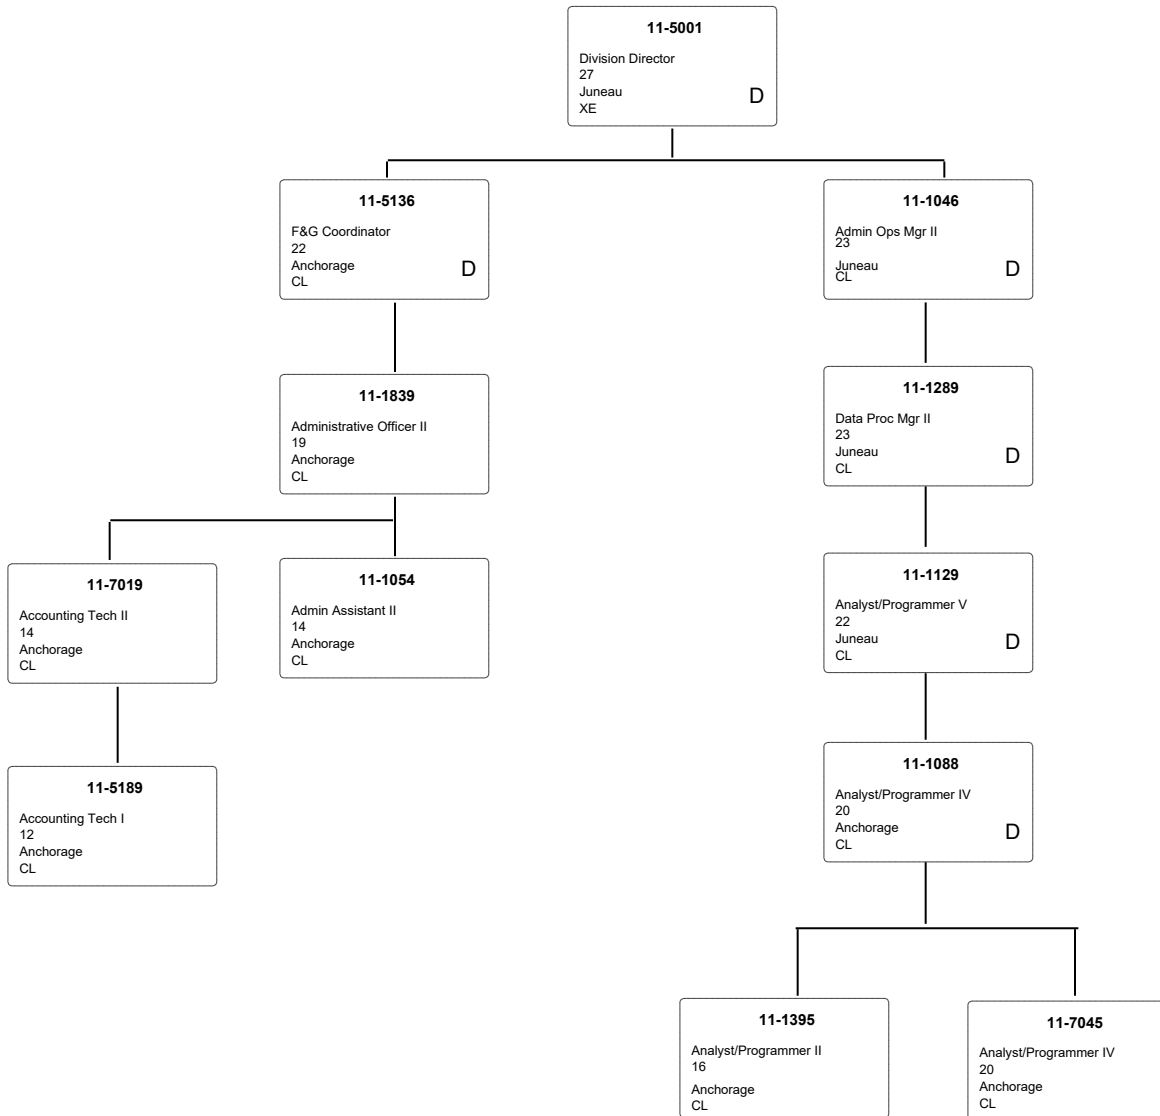 11-5001
Division Director
27
Juneau
XE
D
11-5136
F&G Coordinator
22
Anchorage
CL
D
11-1046
Admin Ops Mgr II
23
Juneau
CL
D
11-1839
Administrative Officer II
19
Anchorage
CL
11-1289
Data Proc Mgr II
23
Juneau
CL
D
11-7019
Accounting Tech II
14
Anchorage
CL
11-1054
Admin Assistant II
14
Anchorage
CL
11-1129
Analyst/Programmer V
22
Juneau
CL
D
11-5189
Accounting Tech I
12
Anchorage
CL
11-1088
Analyst/Programmer IV
20
Anchorage
CL
D
11-1395
Analyst/Programmer II
16
Anchorage
CL
11-7045
Analyst/Programmer IV
20
Anchorage
CL